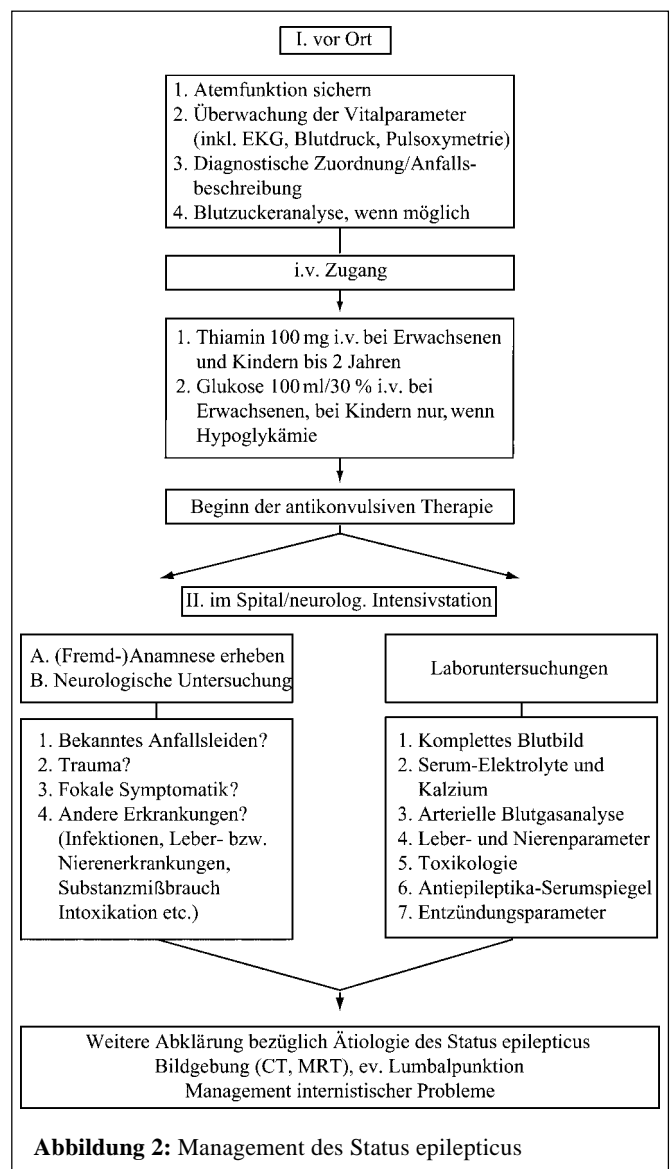 I. vor Ort
1. Atemfunktion sichern
2. Überwachung der Vitalparameter
(inkl. EKG, Blutdruck, Pulsoxymetrie)
3. Diagnostische Zuordnung/Anfalls-
beschreibung
4. Blutzuckeranalyse, wenn möglich
i.v. Zugang
1. Thiamin 100 mg i.v. bei Erwachsenen
und Kindern bis 2 Jahren
2. Glukose 100 ml/30 % i.v. bei
Erwachsenen, bei Kindern nur, wenn
Hypoglykämie
Beginn der antikonvulsiven Therapie
II. im Spital/neurolog. Intensivstation
A. (Fremd-)Anamnese erheben
B. Neurologische Untersuchung
1. Bekanntes Anfallsleiden?
2. Trauma?
3. Fokale Symptomatik?
4. Andere Erkrankungen?
(Infektionen, Leber- bzw.
Nierenerkrankungen,
Substanzmißbrauch
Intoxikation etc.)
Laboruntersuchungen
1. Komplettes Blutbild
2. Serum-Elektrolyte und
Kalzium
3. Arterielle Blutgasanalyse
4. Leber- und Nierenparameter
5. Toxikologie
6. Antiepileptika-Serumspiegel
7. Entzündungsparameter
Weitere Abklärung bezüglich Ätiologie des Status epilepticus
Bildgebung (CT, MRT), ev. Lumbalpunktion
Management internistischer Probleme
Abbildung 2: Management des Status epilepticus